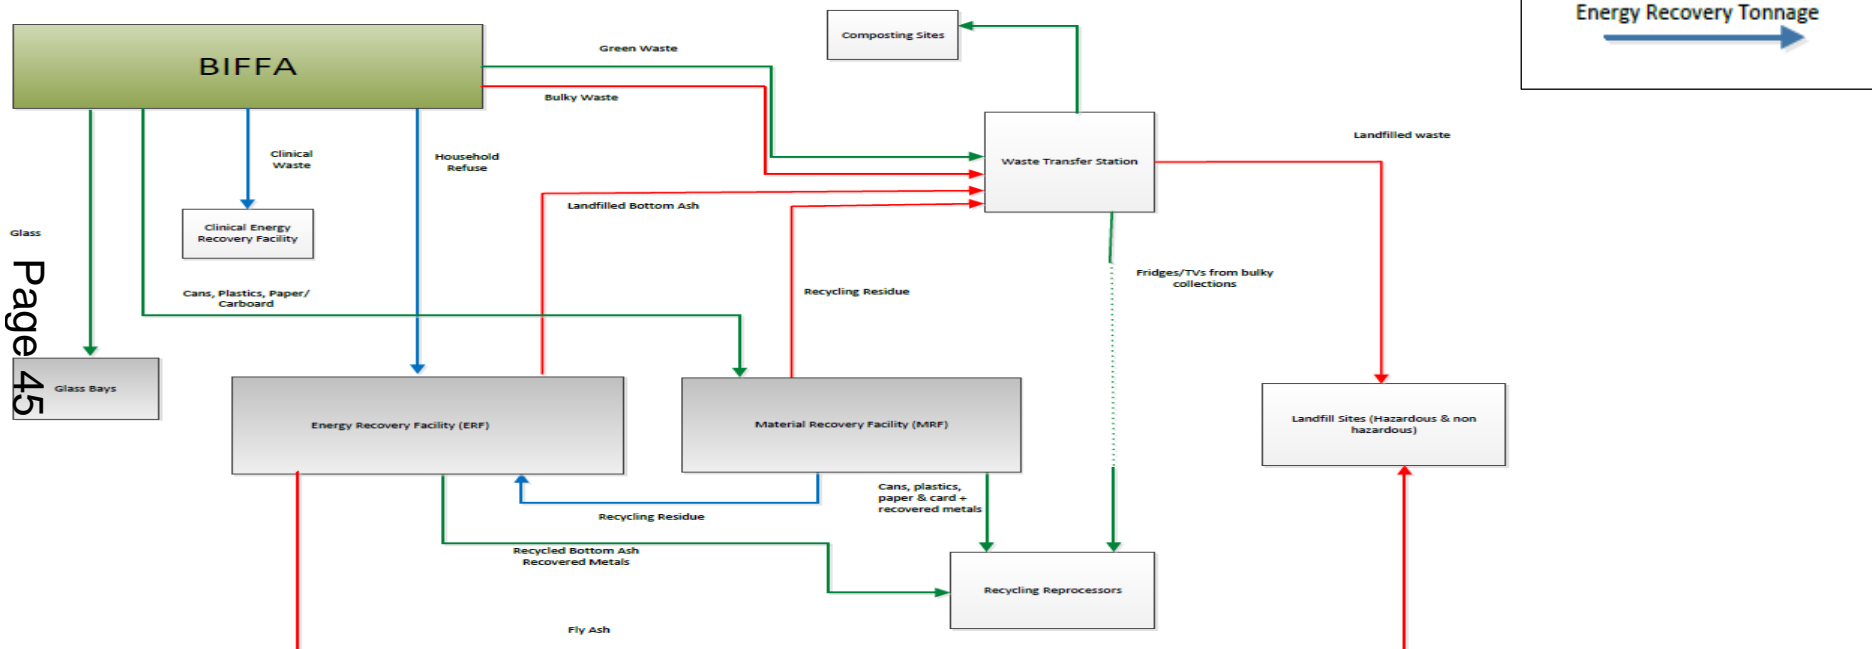 Energy Recovery Tonnage
Composting Sites
BIFFA
Green Waste
Bulky Waste
Landfilled waste
Clinical
Waste
Household
Refuse
Waste Transfer Station
Landfilled Bottom Ash
Clinical Energy
Recovery Facility
Glass
Page 45
Fridges/TVs from bulky
collections
Cans, Plastics, Paper/
Carboard
Recycling Residue
Glass Bays
Energy Recovery Facility (ERF)
Material Recovery Facility (MRF)
Landfill Sites (Hazardous & non
hazardous)
Cans, plastics,
paper & card +
recovered metals
Recycling Residue
Recycled Bottom Ash
Recovered Metals
Recycling Reprocessors
Fly Ash